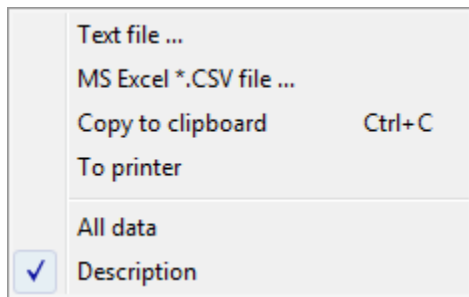 Text file ...
MS Excel *.CSV file ...
Copy to clipboard Ctrl+C
To printer
All data
Description